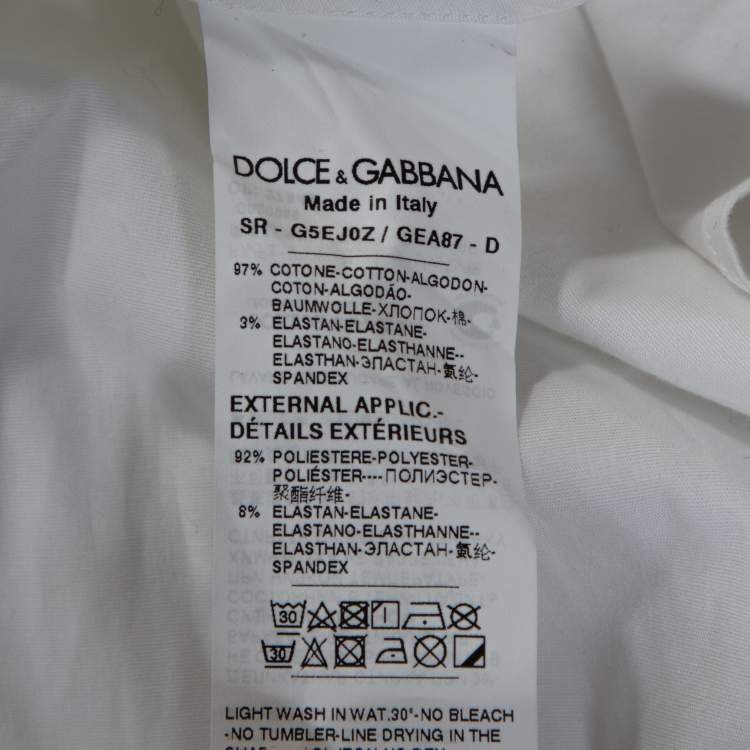 DOLCE & GABBANA
Made in Italy
SR - G5EJ0Z / GEA87 - D
97% COTONE-COTTON-ALGODON-
COTON-ALGODÃO-
BAUMWOLLE-ХЛОПОК-棉-
3% ELASTAN-ELASTANE-
ELASTANO-ELASTHANNE--
ELASTHAN-ЭЛАСТАН-氨纶-
SPANDEX
EXTERNAL APPLIC.-
DÉTAILS EXTÉRIEURS
92% POLIESTERE-POLYESTER-
POLIÉSTER----ПОЛИЭСТЕР-
聚酯纤维-
8% ELASTAN-ELASTANE-
ELASTANO-ELASTHANNE--
ELASTHAN-ЭЛАСТАН-氨纶-
SPANDEX
30
30
LIGHT WASH IN WAT.30°-NO BLEACH
-NO TUMBLER-LINE DRYING IN THE